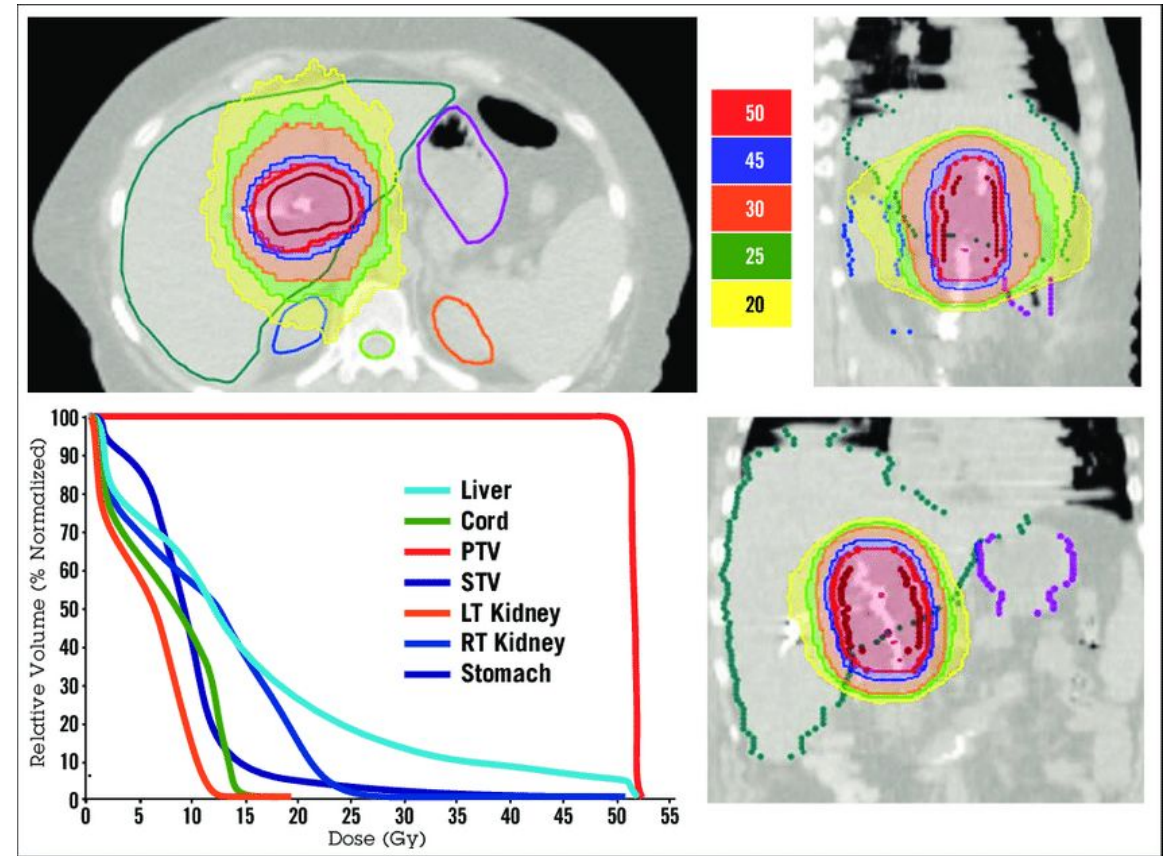 50
45
30
25
20
Relative Volume (% Normalized)
100
90
80
70
60
50
40
30
20
10
0
0 5 10 15 20 25 30 35 40 45 50 55
Dose (Gy)
Liver
Cord
PTV
STV
LT Kidney
RT Kidney
Stomach